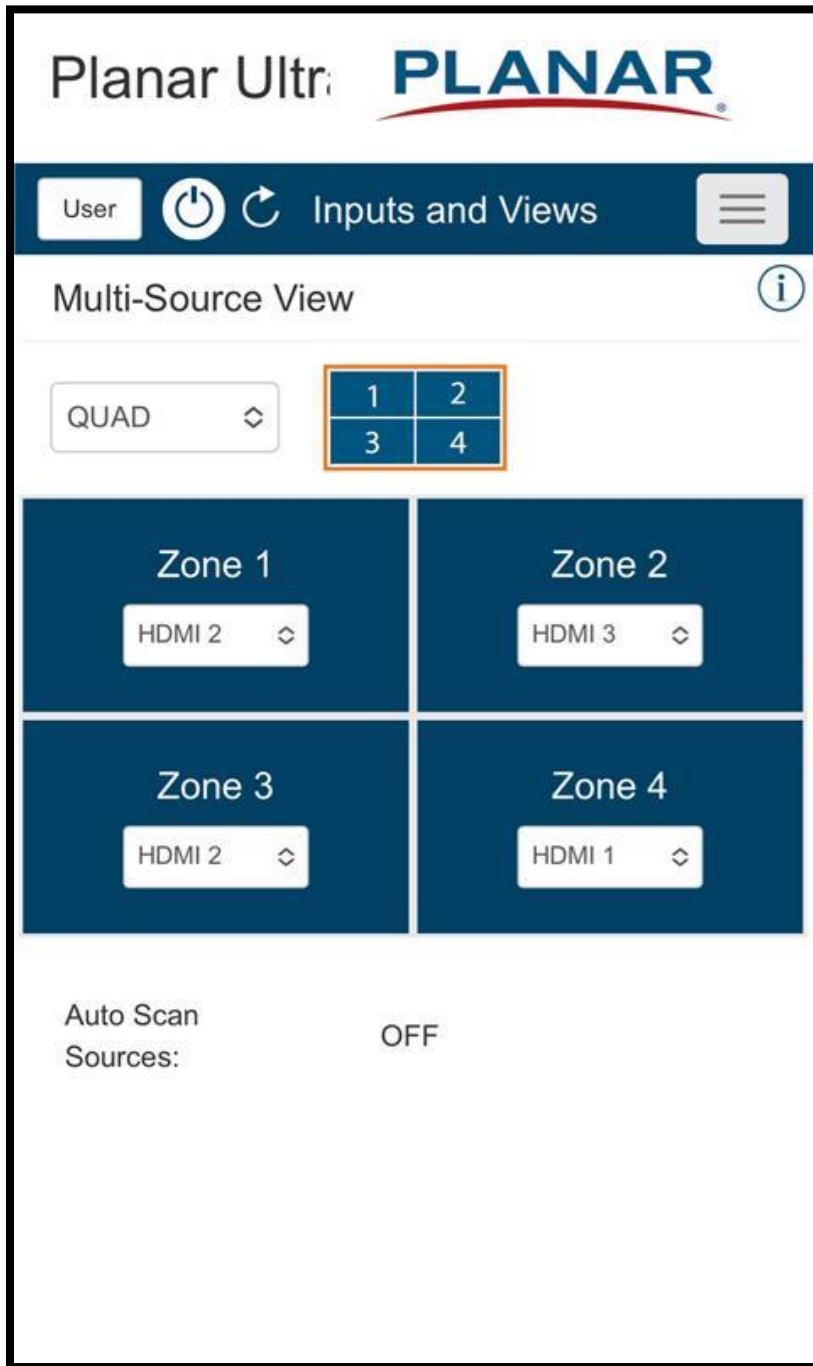 Planar Ultr
PLANAR
®
User Inputs and Views
Multi-Source View i
QUAD
1 2
3 4
Zone 1 Zone 2
HDMI 2 HDMI 3
Zone 3 Zone 4
HDMI 2 HDMI 1
Auto Scan
Sources:
OFF